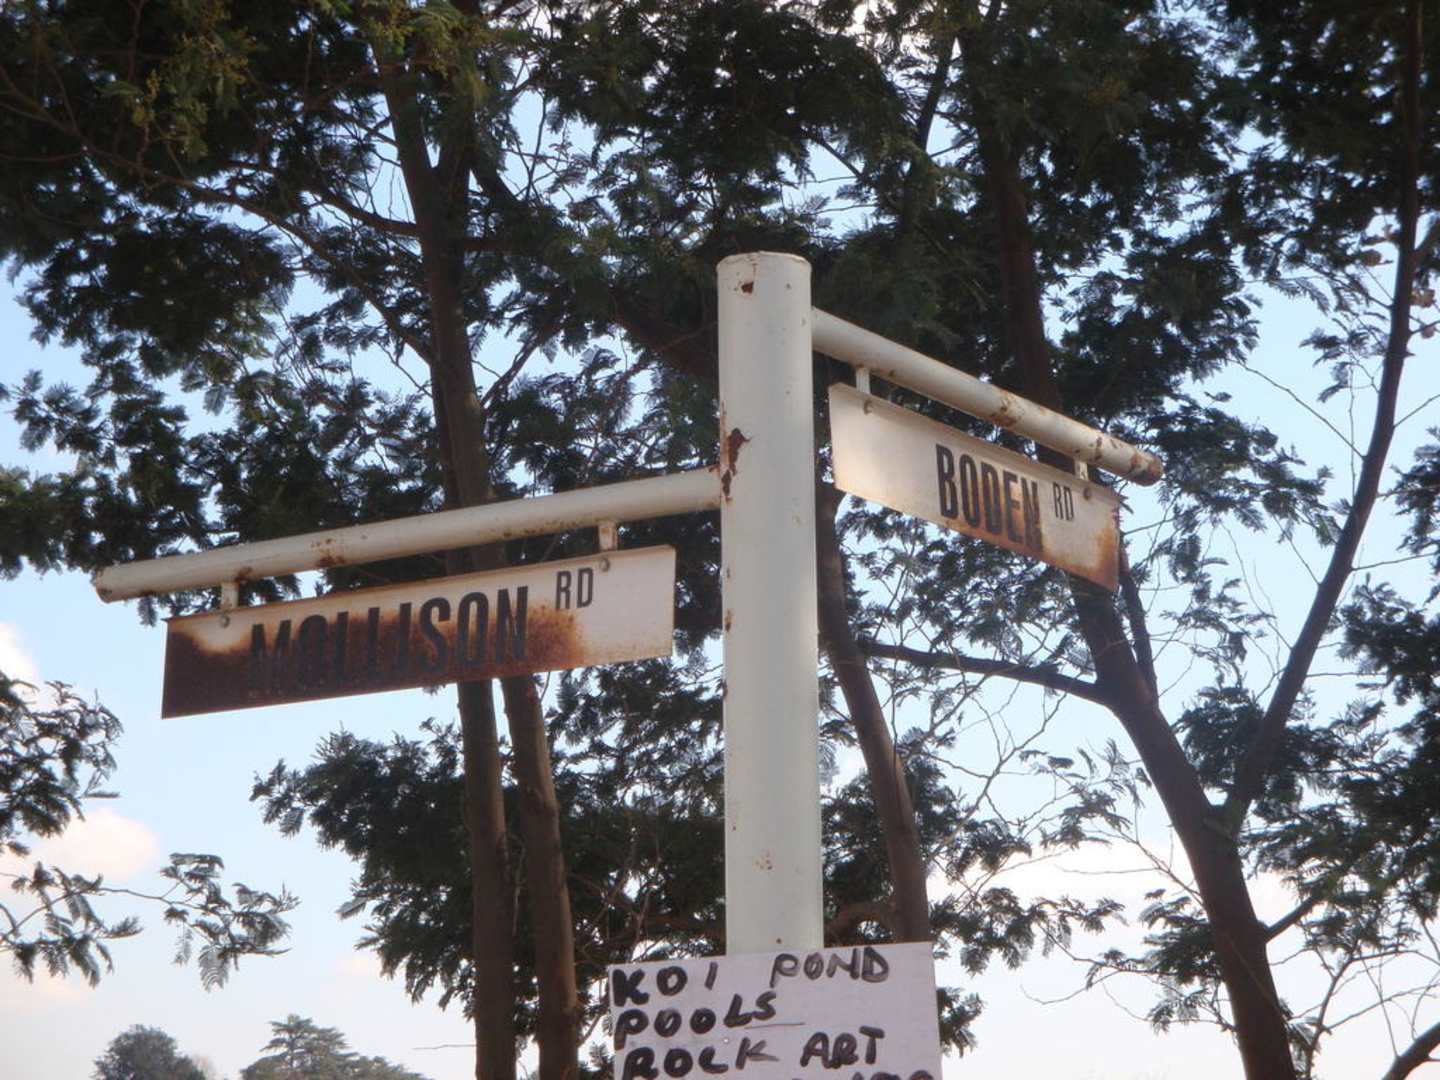 MOLLISON RD
BODEN RD
KOI POND
POOLS
ROCK ART